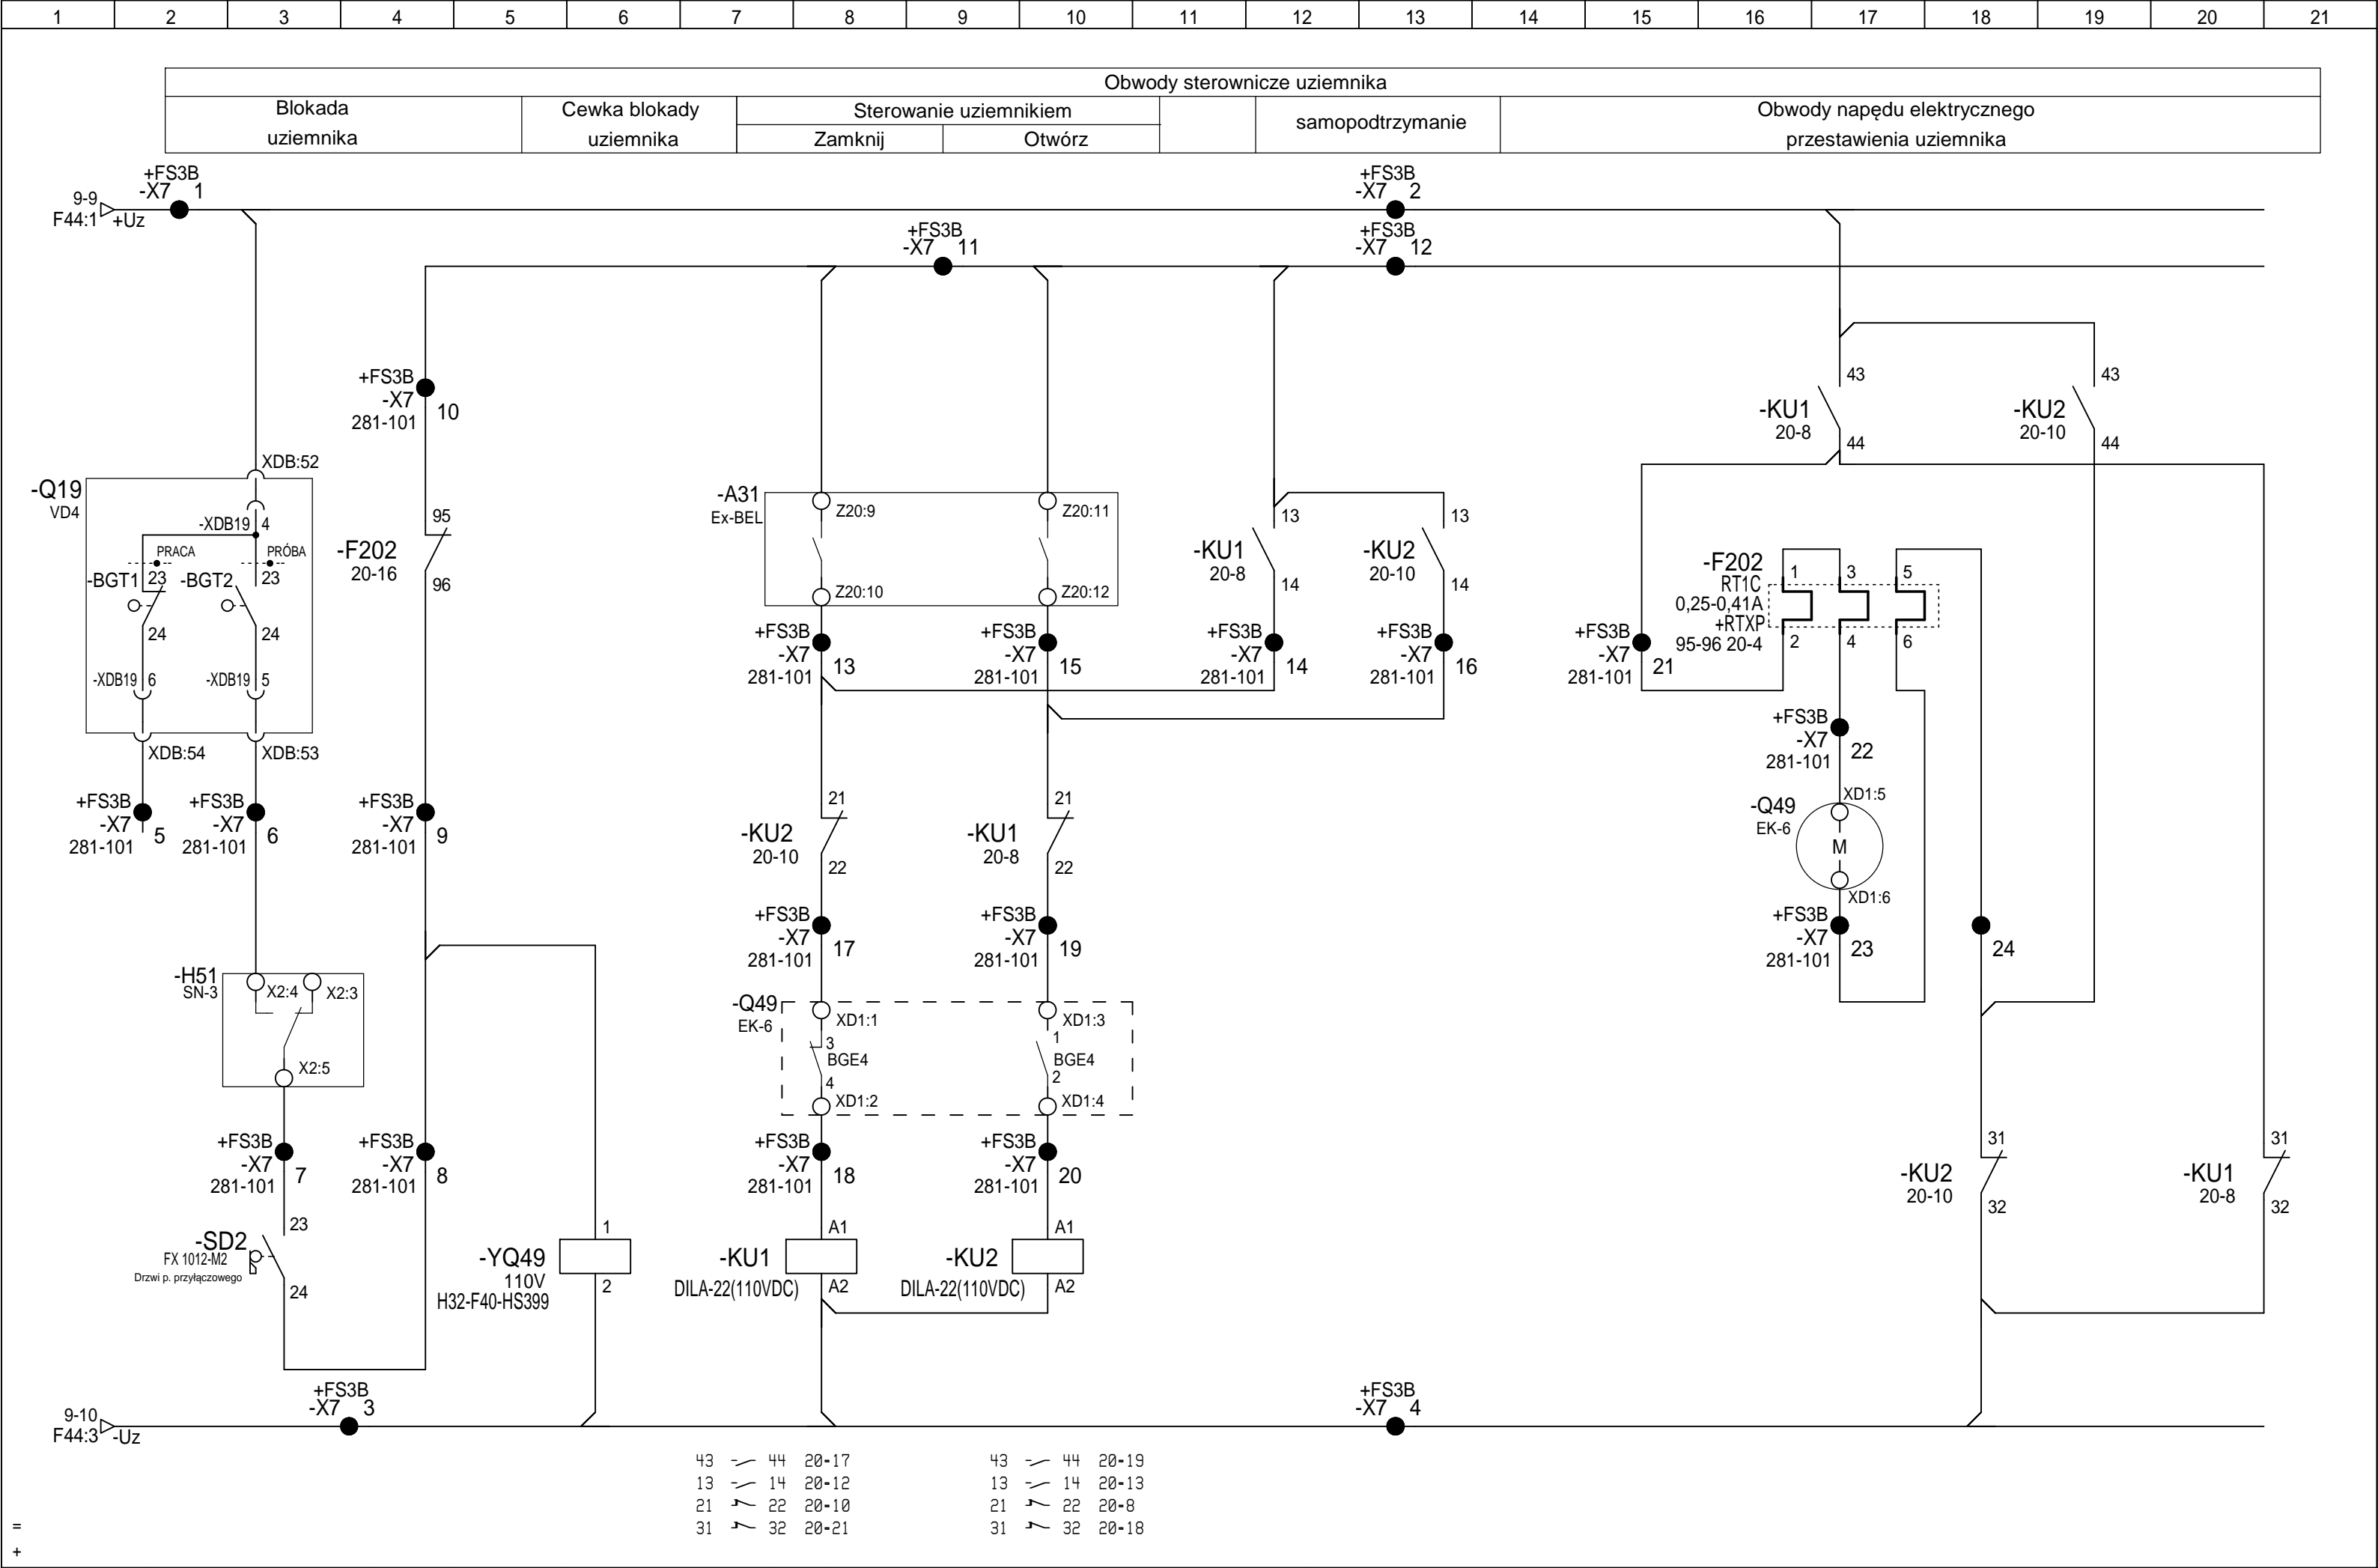 1 2 3 4 5 6 7 8 9 10 11 12 13 14 15 16 17 18 19 20 21
Obwody sterownicze uziemnika
Blokada
uziemnika
Cewka blokady
uziemnika
Sterowanie uziemnikiem
Zamknij
Otwórz
samopodtrzymanie
Obwody napędu elektrycznego
przestawienia uziemnika
9-9
F44:1
+Uz
+FS3B
-X7 1
+FS3B
-X7 2
+FS3B
-X7 11
+FS3B
-X7 12
XDB:52
-Q19
VD4
-XDB19 4
PRACA
PRÓBA
-BGT1
23
24
-BGT2
23
24
-XDB19 6
-XDB19 5
XDB:54
XDB:53
+FS3B
-X7
281-101
5
+FS3B
-X7
281-101
6
-H51
SN-3
X2:4
X2:3
X2:5
+FS3B
-X7
281-101
7
-SD2
FX 1012-M2
Drzwi p. przyłączowego
23
24
+FS3B
-X7
281-101
10
-F202
20-16
95
96
+FS3B
-X7
281-101
9
+FS3B
-X7
281-101
8
-YQ49
110V
H32-F40-HS399
1
2
-A31
Ex-BEL
Z20:9
Z20:10
Z20:11
Z20:12
+FS3B
-X7
281-101
13
+FS3B
-X7
281-101
15
-KU1
20-8
13
14
-KU2
20-10
13
14
+FS3B
-X7
281-101
14
+FS3B
-X7
281-101
16
-KU2
20-10
21
22
-KU1
20-8
21
22
+FS3B
-X7
281-101
17
+FS3B
-X7
281-101
19
-Q49
EK-6
XD1:1
3
BGE4
4
XD1:2
XD1:3
1
BGE4
2
XD1:4
+FS3B
-X7
281-101
18
+FS3B
-X7
281-101
20
-KU1
DILA-22(110VDC)
A1
A2
-KU2
DILA-22(110VDC)
A1
A2
-KU1
20-8
43
44
-KU2
20-10
43
44
-F202
RT1C
0,25-0,41A
+RTXP
95-96 20-4
1 3 5
2 4 6
+FS3B
-X7
281-101
21
+FS3B
-X7
281-101
22
-Q49
EK-6
XD1:5
M
XD1:6
+FS3B
-X7
281-101
23
24
-KU2
20-10
31
32
-KU1
20-8
31
32
9-10
F44:3
-Uz
+FS3B
-X7 3
+FS3B
-X7 4
43 44 20-17
13 14 20-12
21 22 20-10
31 32 20-21
43 44 20-19
13 14 20-13
21 22 20-8
31 32 20-18
=
+